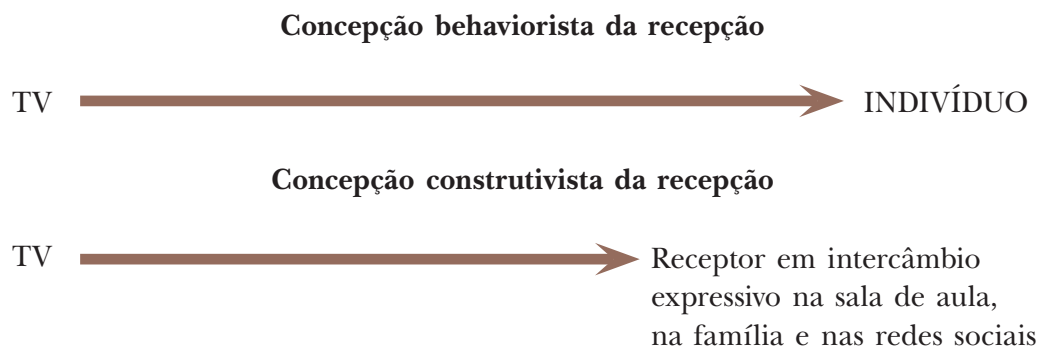 Concepção behaviorista da recepção
TV INDIVÍDUO
Concepção construtivista da recepção
TV Receptor em intercâmbio
expressivo na sala de aula,
na família e nas redes sociais